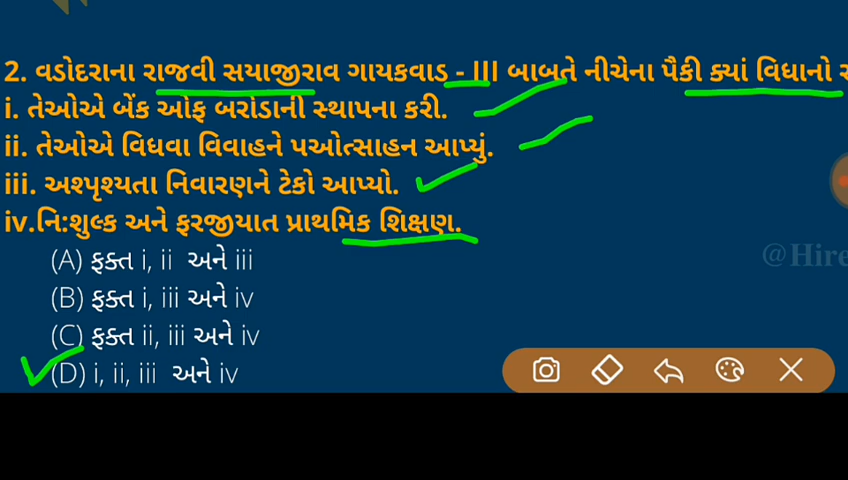 2. વડોદરાના રાજવી સયાજીરાવ ગાયકવાડ - III બાબતે નીચેના પૈકી ક્યાં વિધાનો
i. તેઓએ બેંક ઓફ બરોડાની સ્થાપના કરી.
ii. તેઓએ વિધવા વિવાહને પઓત્સાહન આપ્યું.
iii. અશ્પૃશ્યતા નિવારણને ટેકો આપ્યો.
iv.નિ:શુલ્ક અને ફરજીયાત પ્રાથમિક શિક્ષણ.
(A) ફક્ત i, ii અને iii
@Hire
(B) ફક્ત i, iii અને iv
(C) ફક્ત ii, iii અને iv
(D) i, ii, iii અને iv